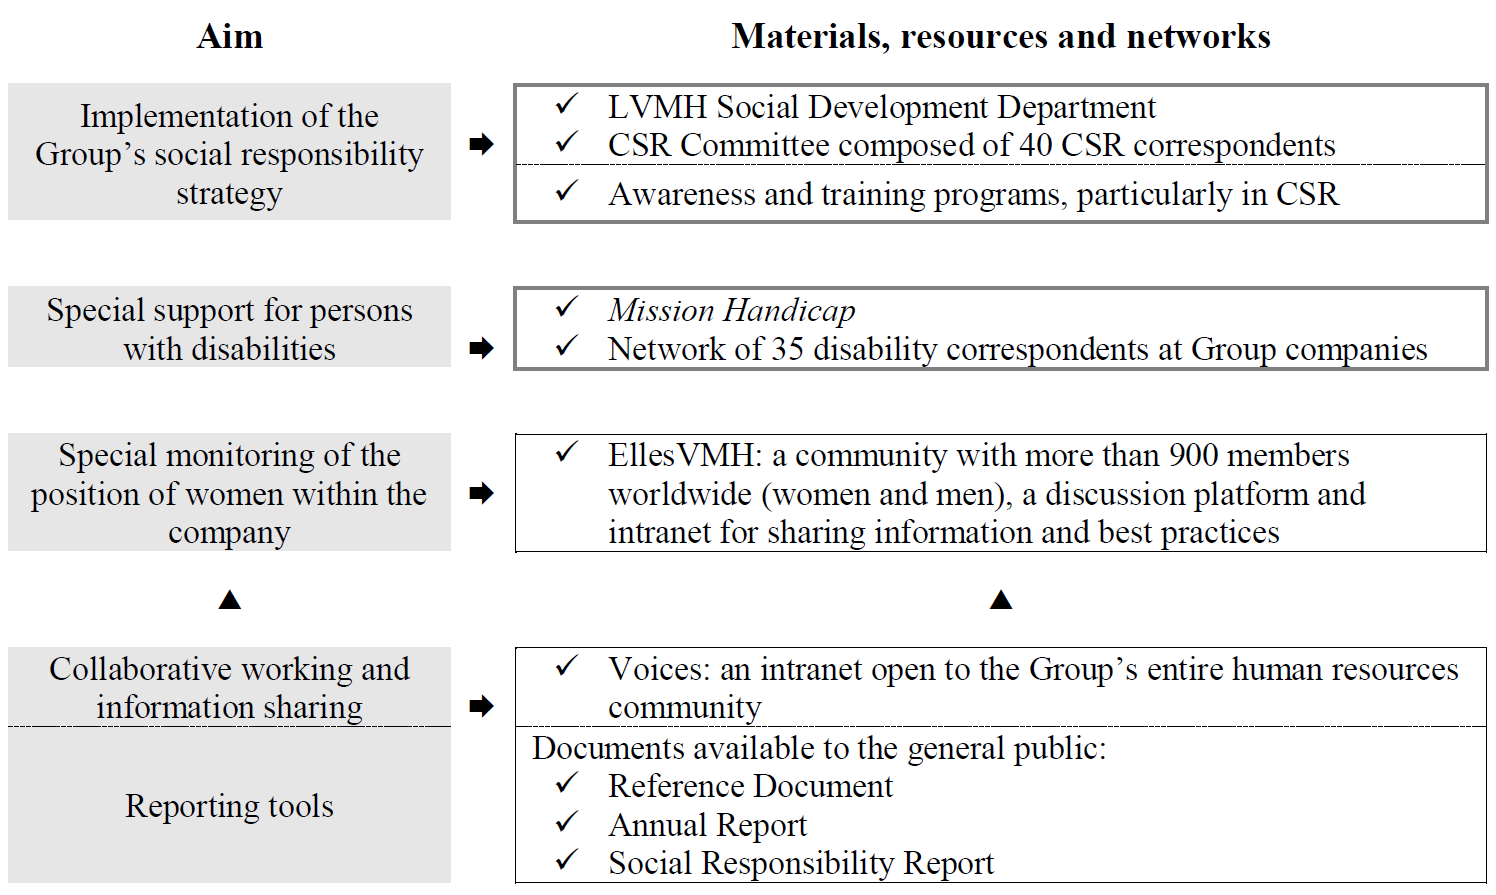 Aim
Materials, resources and networks
Implementation of the
Group’s social responsibility
strategy
✓ LVMH Social Development Department
✓ CSR Committee composed of 40 CSR correspondents
✓ Awareness and training programs, particularly in CSR
Special support for persons
with disabilities
✓ Mission Handicap
✓ Network of 35 disability correspondents at Group companies
Special monitoring of the
position of women within the
company
✓ EllesVMH: a community with more than 900 members
worldwide (women and men), a discussion platform and
intranet for sharing information and best practices
Collaborative working and
information sharing
✓ Voices: an intranet open to the Group’s entire human resources
community
Reporting tools
Documents available to the general public:
✓ Reference Document
✓ Annual Report
✓ Social Responsibility Report